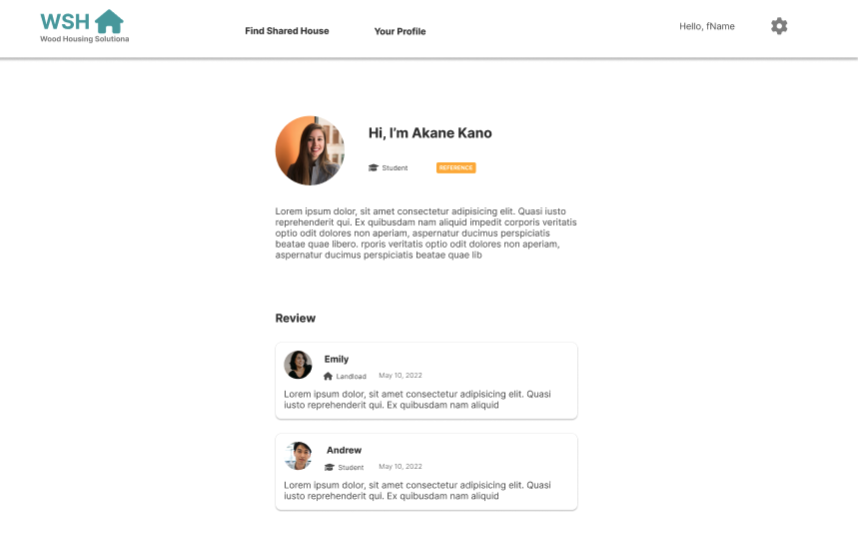 WSH
Wood Housing Solutiona
Find Shared House
Your Profile
Hello, fName
Hi, I'm Akane Kano
Student
REFERENCE
Lorem ipsum dolor, sit amet consectetur adipisicing elit. Quasi iusto
reprehenderit qui. Ex quibusdam nam aliquid impedit corporis veritatis
optio odit dolores non aperiam, aspernatur ducimus perspiciatis
beatae quae libero. rporis veritatis optio odit dolores non aperiam,
aspernatur ducimus perspiciatis beatae quae lib
Review
Emily
Landload
May 10, 2022
Lorem ipsum dolor, sit amet consectetur adipisicing elit. Quasi
iusto reprehenderit qui. Ex quibusdam nam aliquid
Andrew
Student
May 10, 2022
Lorem ipsum dolor, sit amet consectetur adipisicing elit. Quasi
iusto reprehenderit qui. Ex quibusdam nam aliquid